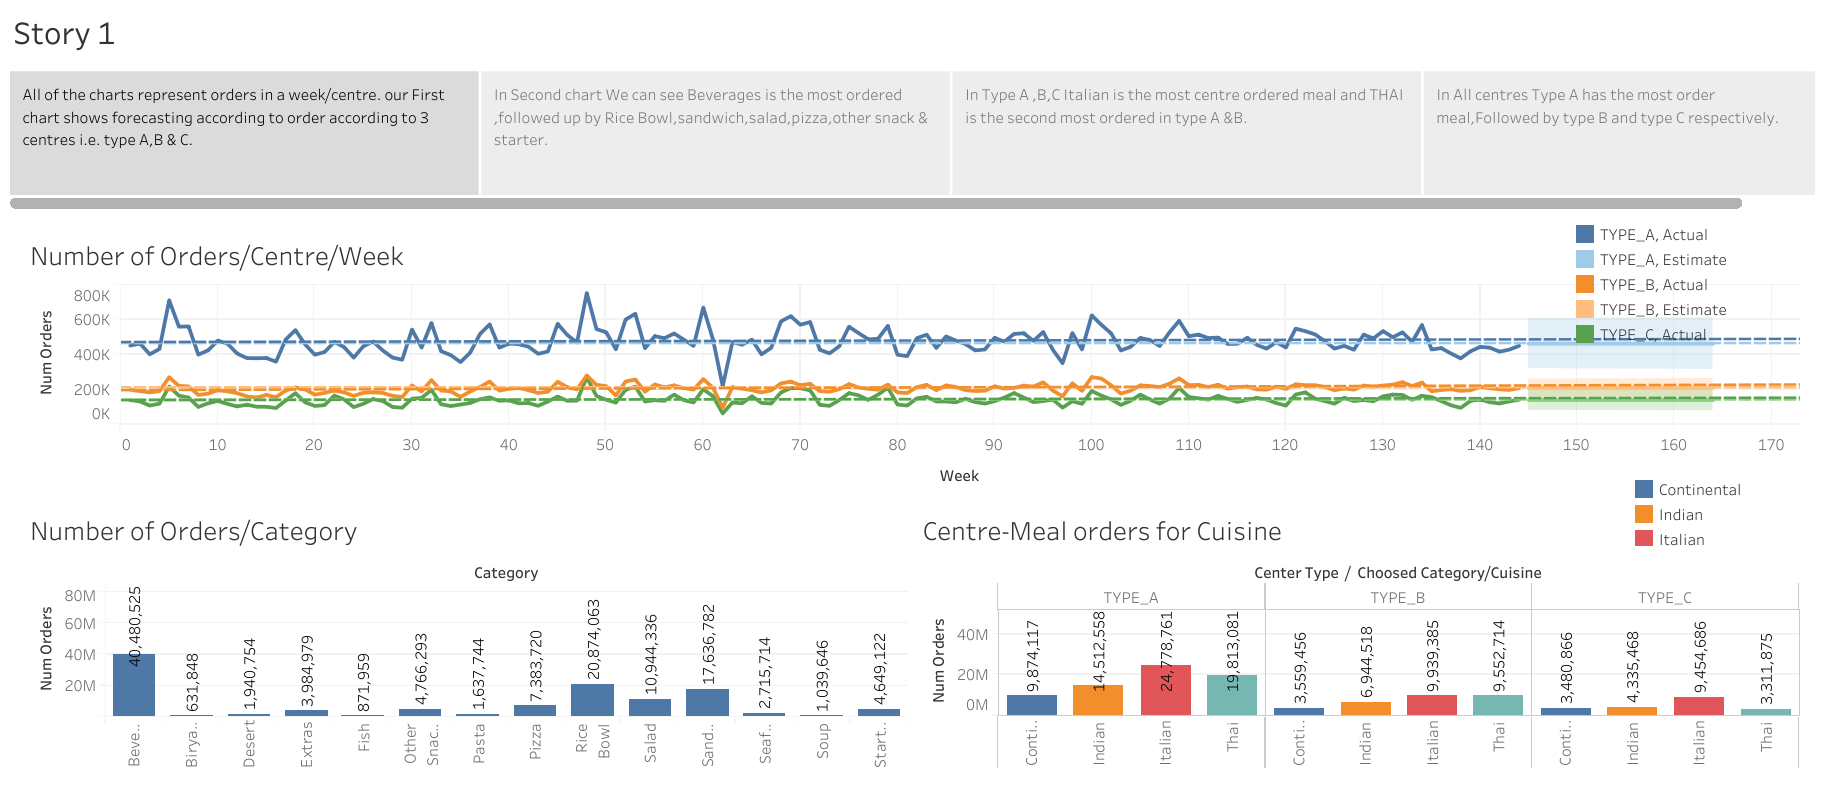 Story 1
All of the charts represent orders in a week/centre. our First
chart shows forecasting according to order according to 3
centres i.e. type A,B & C.
In Second chart We can see Beverages is the most ordered
,followed up by Rice Bowl,sandwich,salad,pizza,other snack &
starter.
In Type A ,B,C Italian is the most centre ordered meal and THAI
is the second most ordered in type A &B.
In All centres Type A has the most order
meal,Followed by type B and type C respectively.
Number of Orders/Centre/Week
TYPE_A, Actual
TYPE_A, Estimate
TYPE_B, Actual
TYPE_B, Estimate
TYPE_C, Actual
Num Orders
800K
600K
400K
200K
0K
0 10 20 30 40 50 60 70 80 90 100 110 120 130 140 150 160 170
Week
Continental
Indian
Italian
Number of Orders/Category
Category
Num Orders
80M
60M
40M
20M
40,480,525
631,848
1,940,754
3,984,979
871,959
4,766,293
1,637,744
7,383,720
20,874,063
10,944,336
17,636,782
2,715,714
1,039,646
4,649,122
Beve..
Birya..
Desert
Extras
Fish
Other
Snac..
Pasta
Pizza
Rice
Bowl
Salad
Sand..
Seaf..
Soup
Start..
Centre-Meal orders for Cuisine
Center Type / Choosed Category/Cuisine
TYPE_A TYPE_B TYPE_C
Num Orders
40M
20M
0M
9,874,117
14,512,558
24,778,761
19,813,081
3,559,456
6,944,518
9,939,385
9,552,714
3,480,866
4,335,468
9,454,686
3,311,875
Conti..
Indian
Italian
Thai
Conti..
Indian
Italian
Thai
Conti..
Indian
Italian
Thai